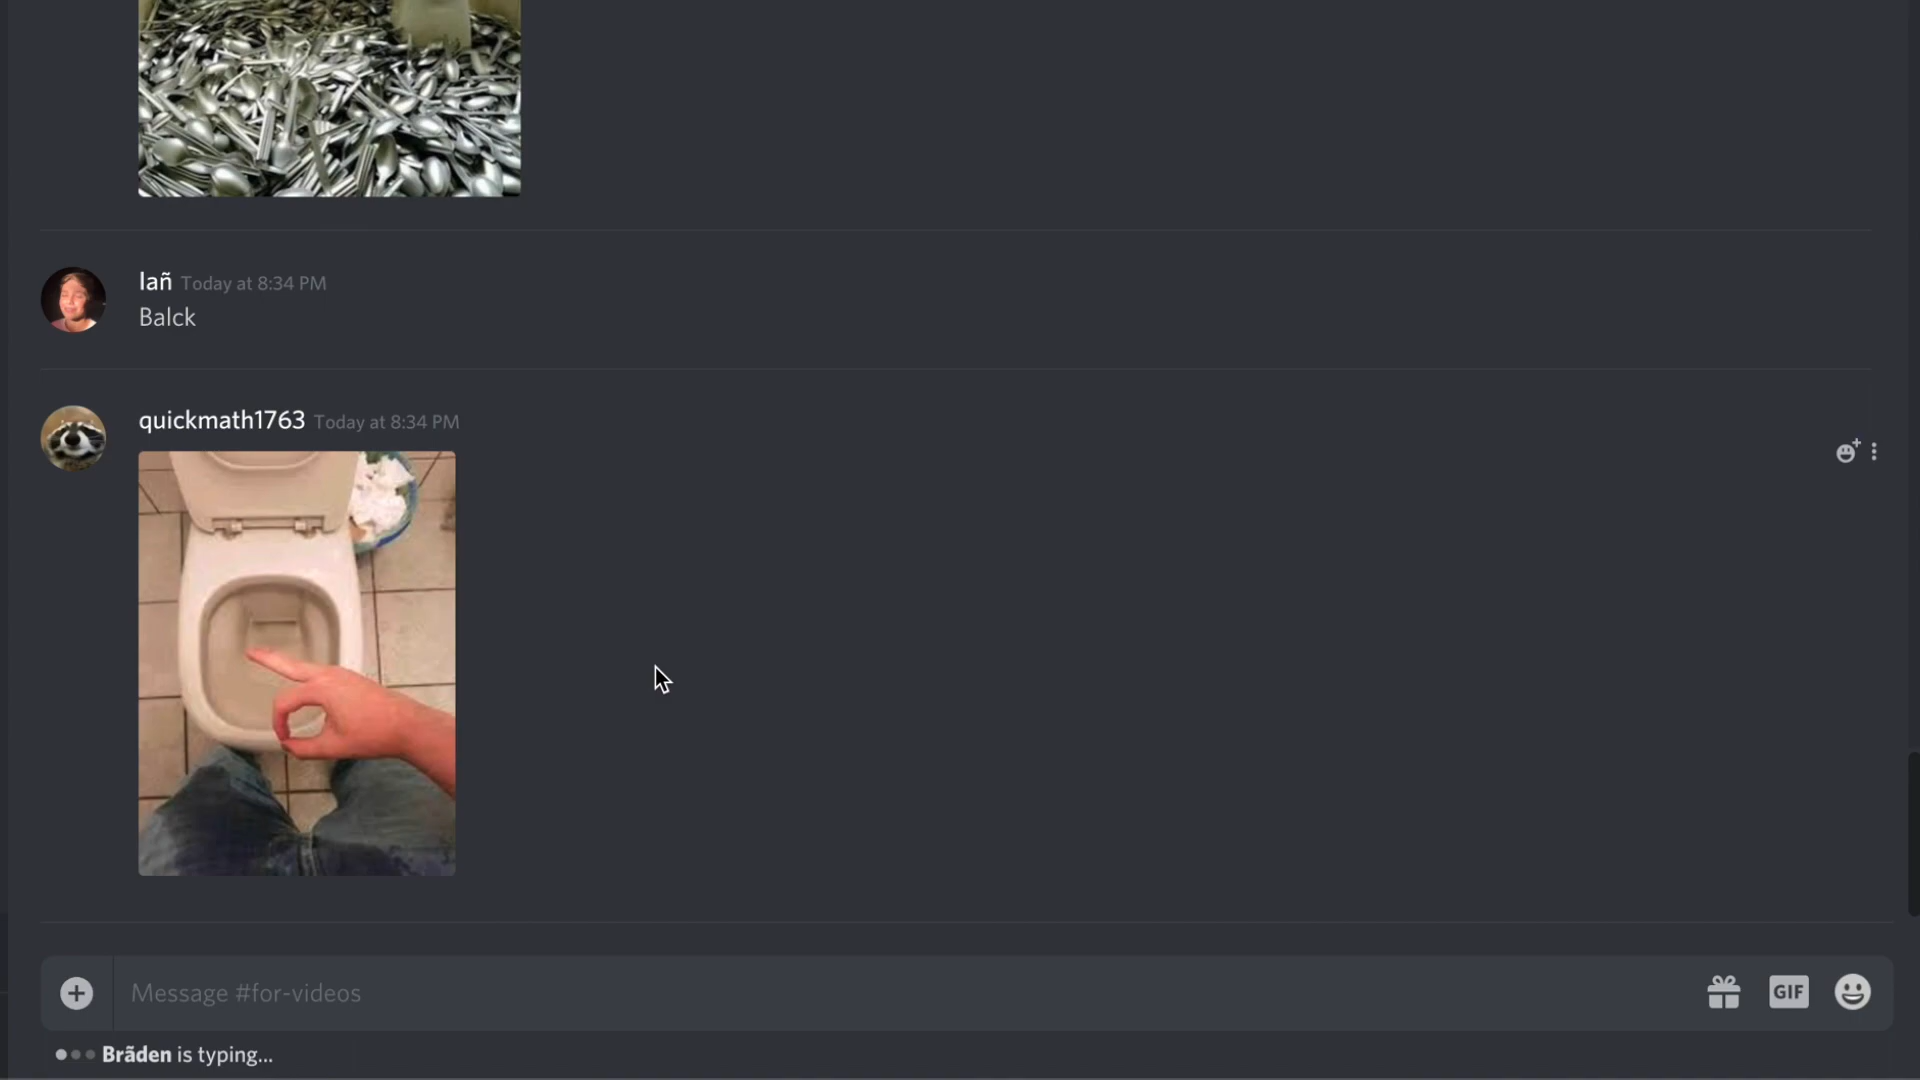 Iañ Today at 8:34 PM
Balck
quickmath1763 Today at 8:34 PM
Message #for-videos
GIF
Brãden is typing...